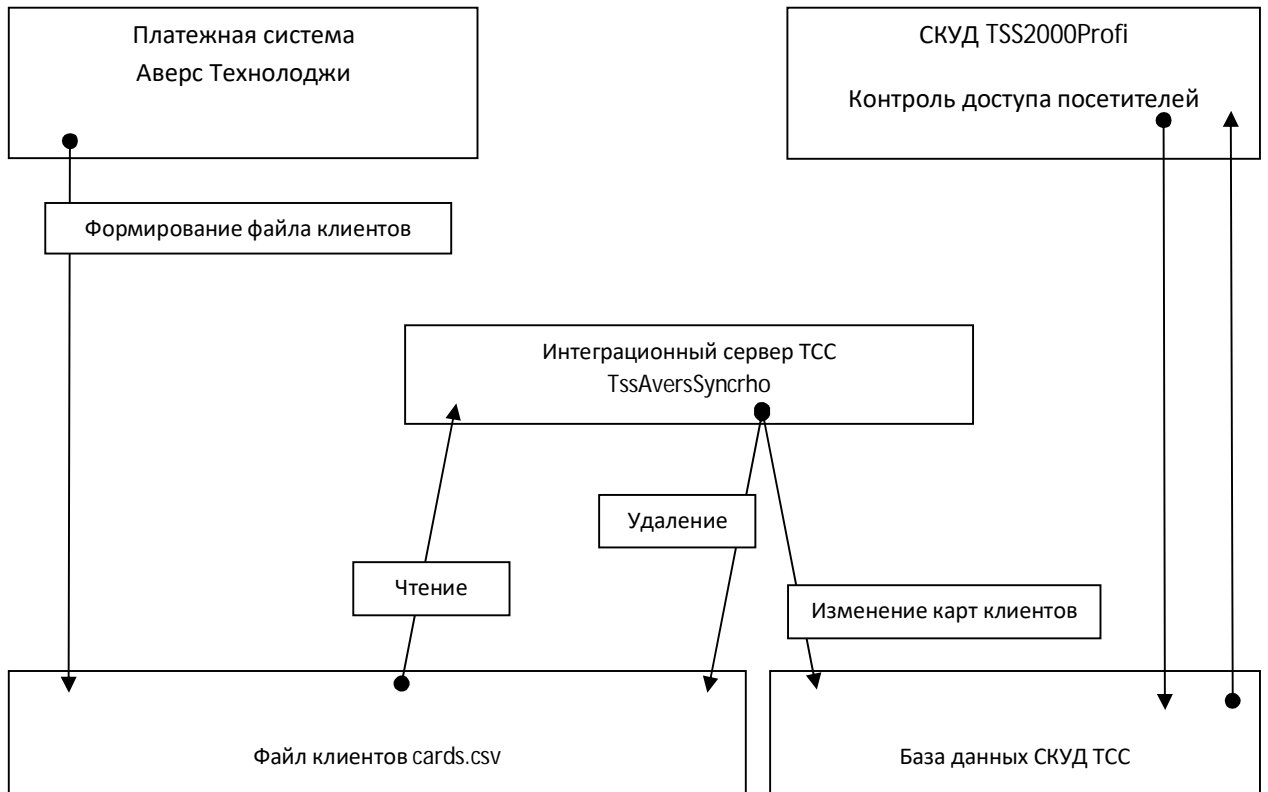 Платежная система
Аверс Технолоджи
СКУД TSS2000Profi
Контроль доступа посетителей
Формирование файла клиентов
Интеграционный сервер ТСС
TssAversSyncrho
Удаление
Чтение
Изменение карт клиентов
Файл клиентов cards.csv
База данных СКУД ТСС